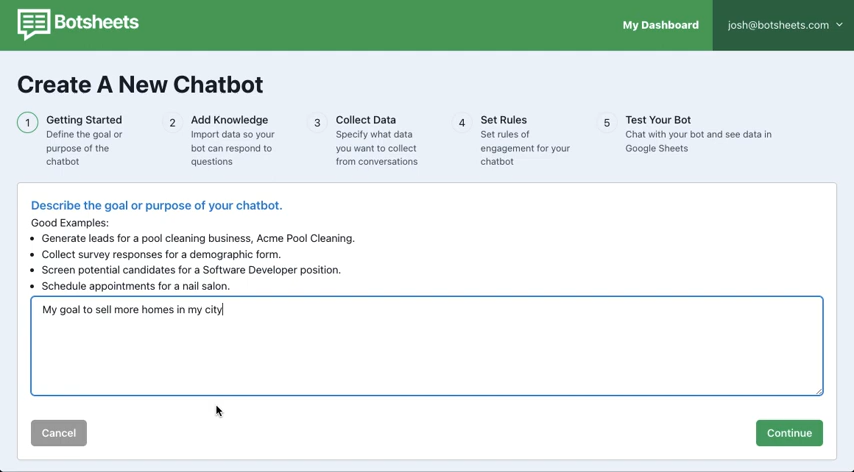 Botsheets
My Dashboard
josh@botsheets.com
Create A New Chatbot
1
Getting Started
Define the goal or
purpose of the
chatbot
2
Add Knowledge
Import data so your
bot can respond to
questions
3
Collect Data
Specify what data
you want to collect
from conversations
4
Set Rules
Set rules of
engagement for your
chatbot
5
Test Your Bot
Chat with your bot and see data in
Google Sheets
Describe the goal or purpose of your chatbot.
Good Examples:
• Generate leads for a pool cleaning business, Acme Pool Cleaning.
• Collect survey responses for a demographic form.
• Screen potential candidates for a Software Developer position.
• Schedule appointments for a nail salon.
My goal to sell more homes in my city
Cancel
Continue